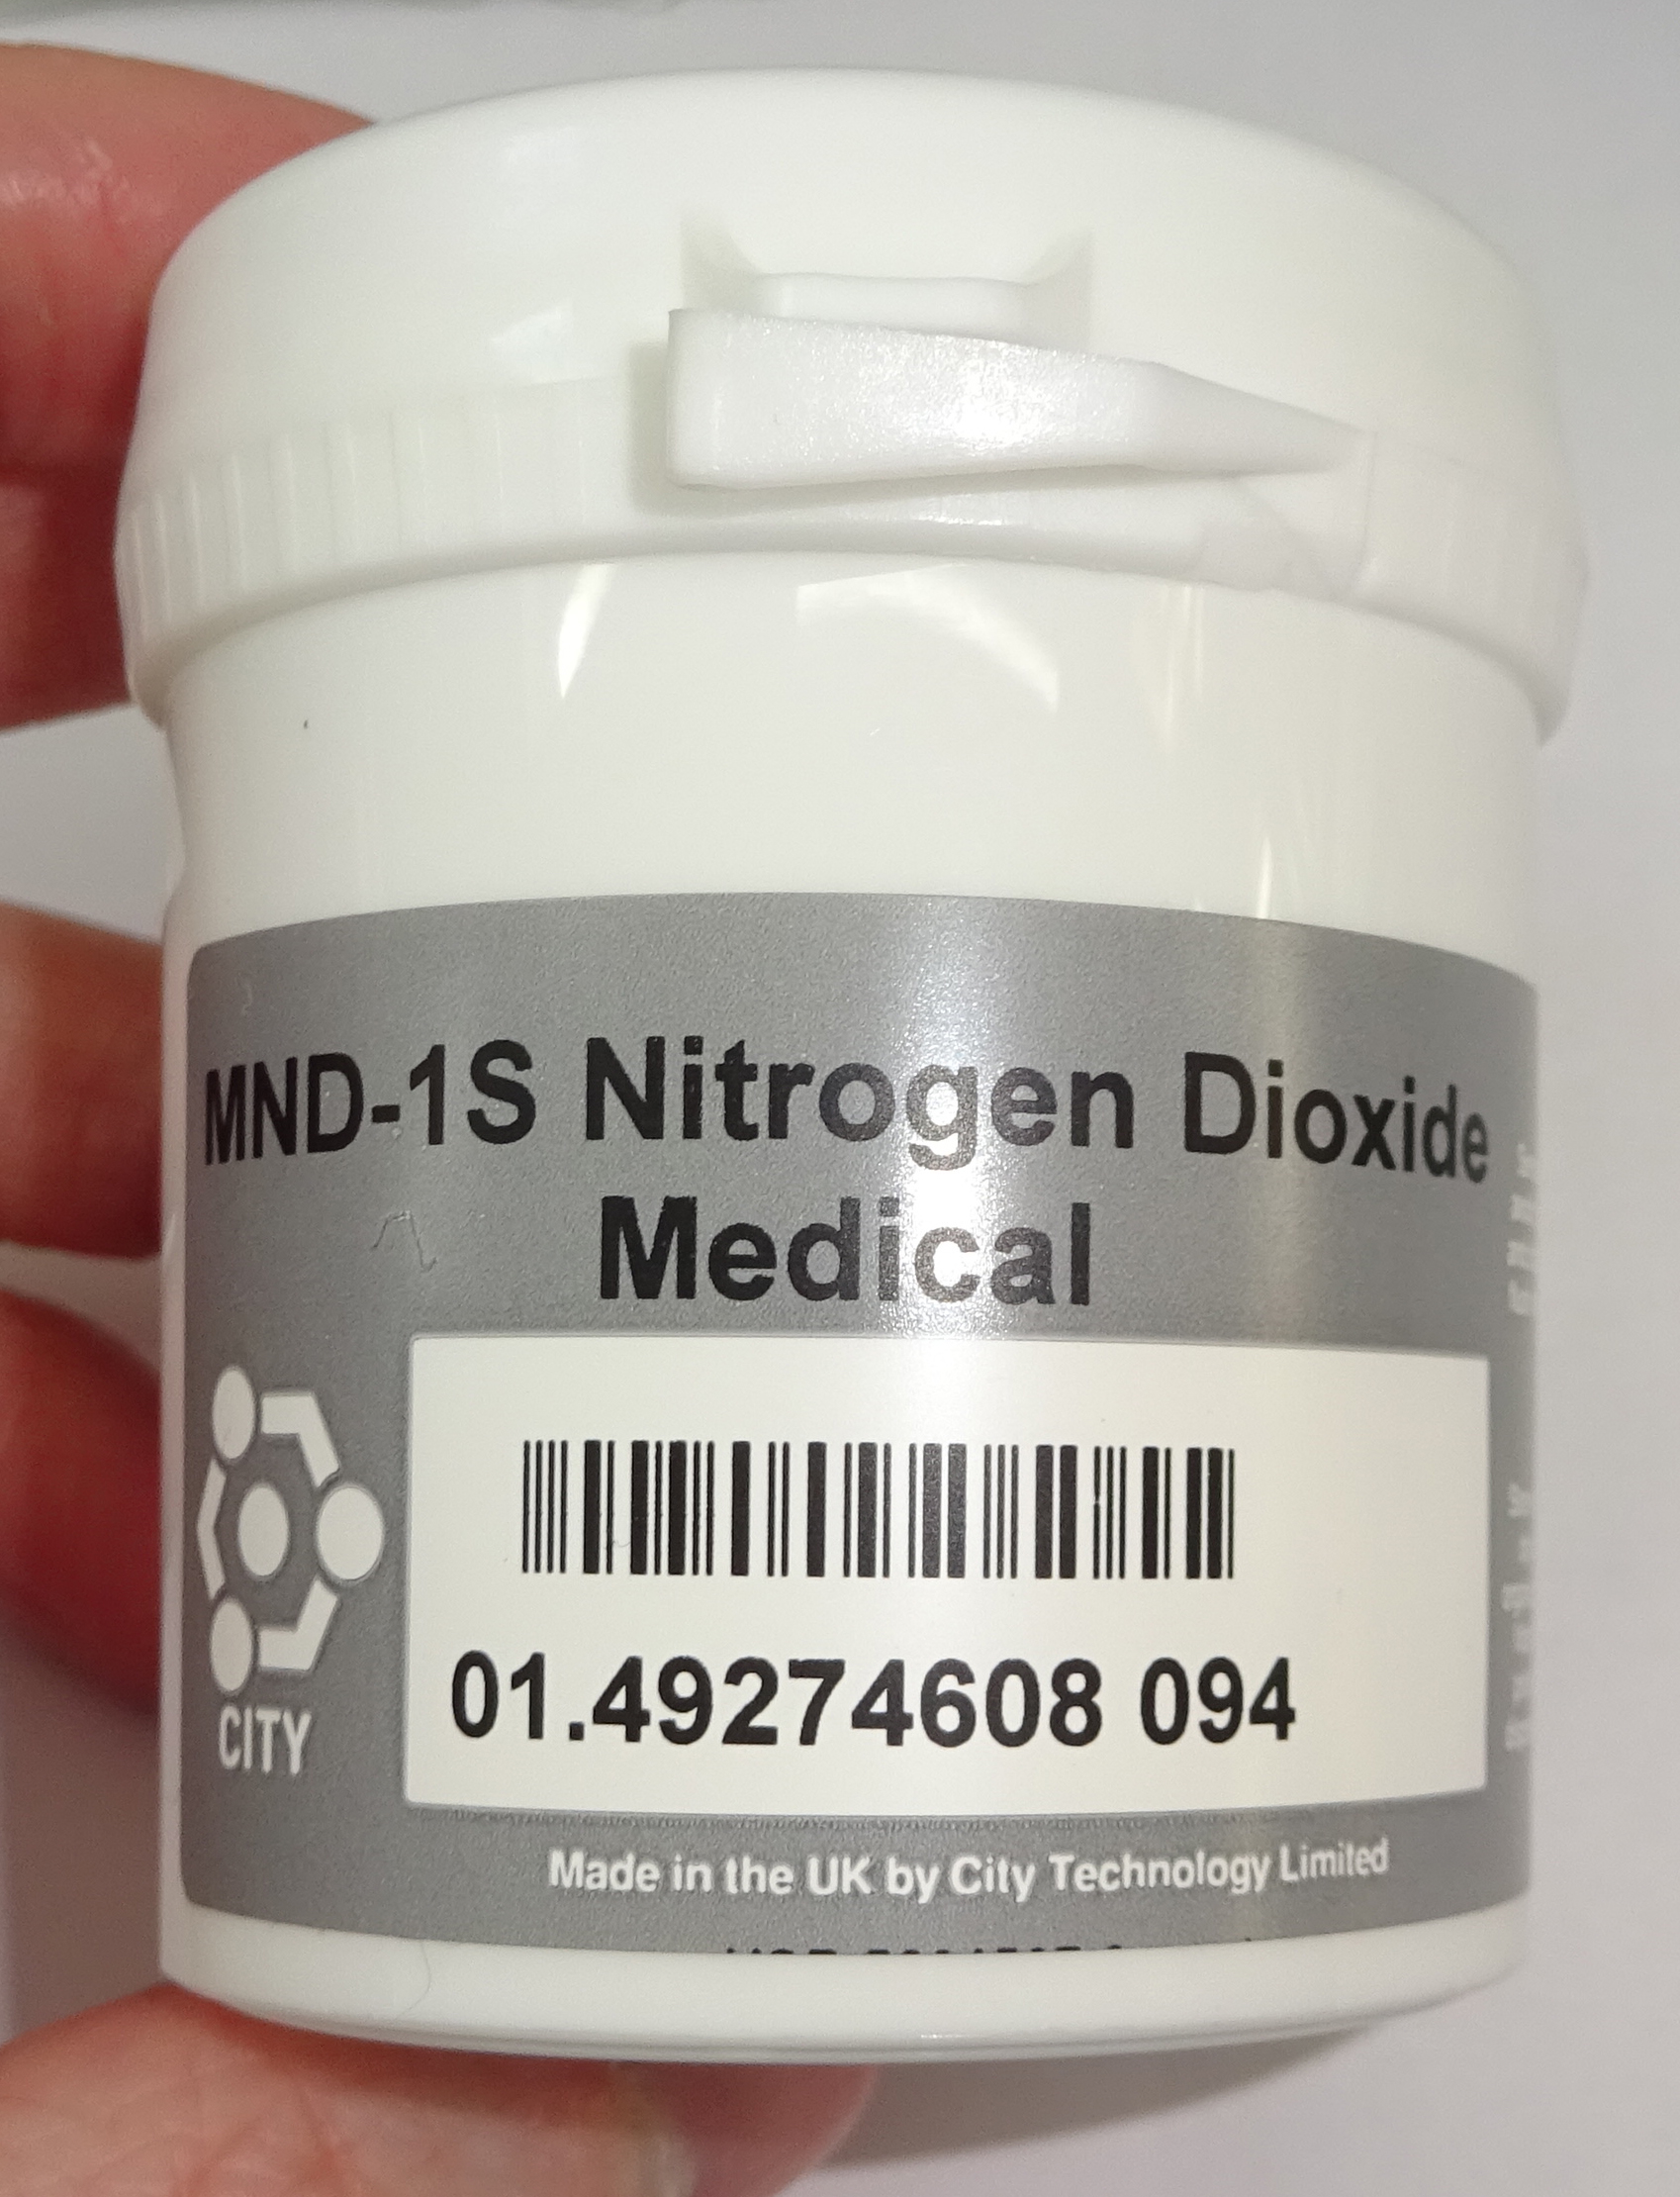 MND-1S Nitrogen Dioxide
Medical
CITY
01.49274608 094
Made in the UK by City Technology Limited